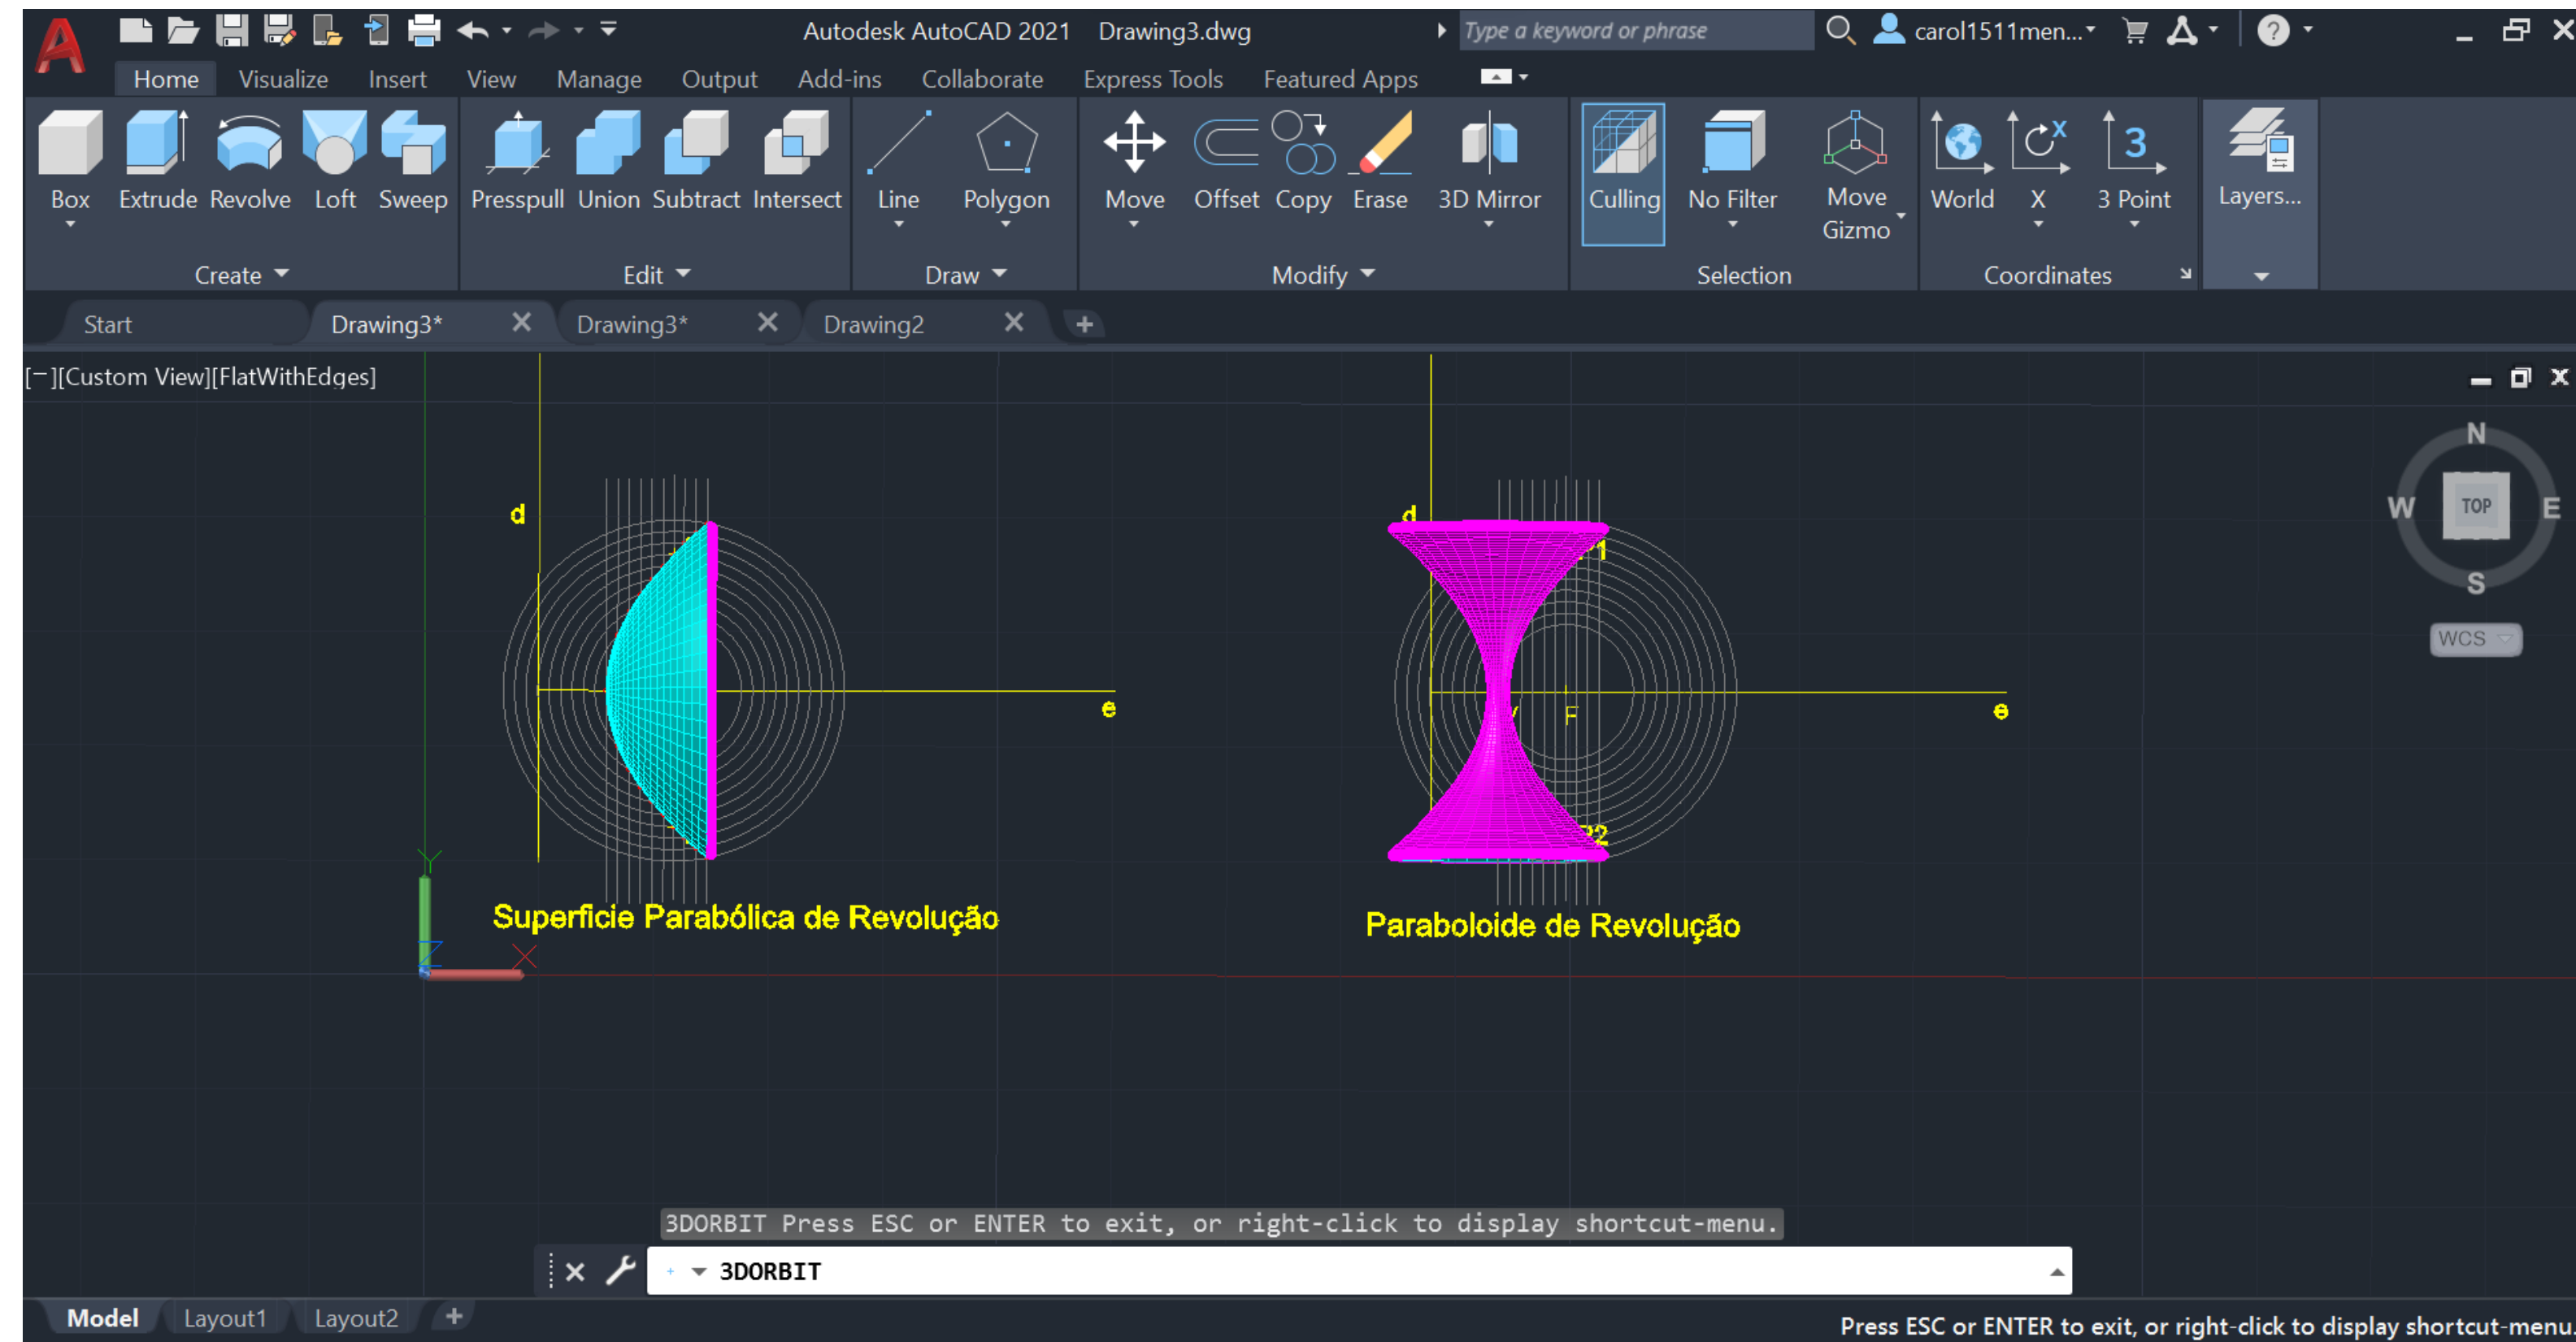 Autodesk AutoCAD 2021 Drawing3.dwg
Type a keyword or phrase
carol1511men...
Home Visualize Insert View Manage Output Add-ins Collaborate Express Tools Featured Apps
Box Extrude Revolve Loft Sweep Presspull Union Subtract Intersect Line Polygon Move Offset Copy Erase 3D Mirror Culling No Filter Move Gizmo World X 3 Point Layers...
Create Edit Draw Modify Selection Coordinates
Start Drawing3* Drawing3* Drawing2
[−][Custom View][FlatWithEdges]
N
W TOP E
S
WCS
d
d
e
F
e
Y
Z
X
Superficie Parabólica de Revolução
Paraboloide de Revolução
3DORBIT Press ESC or ENTER to exit, or right-click to display shortcut-menu.
3DORBIT
Model Layout1 Layout2
Press ESC or ENTER to exit, or right-click to display shortcut-menu